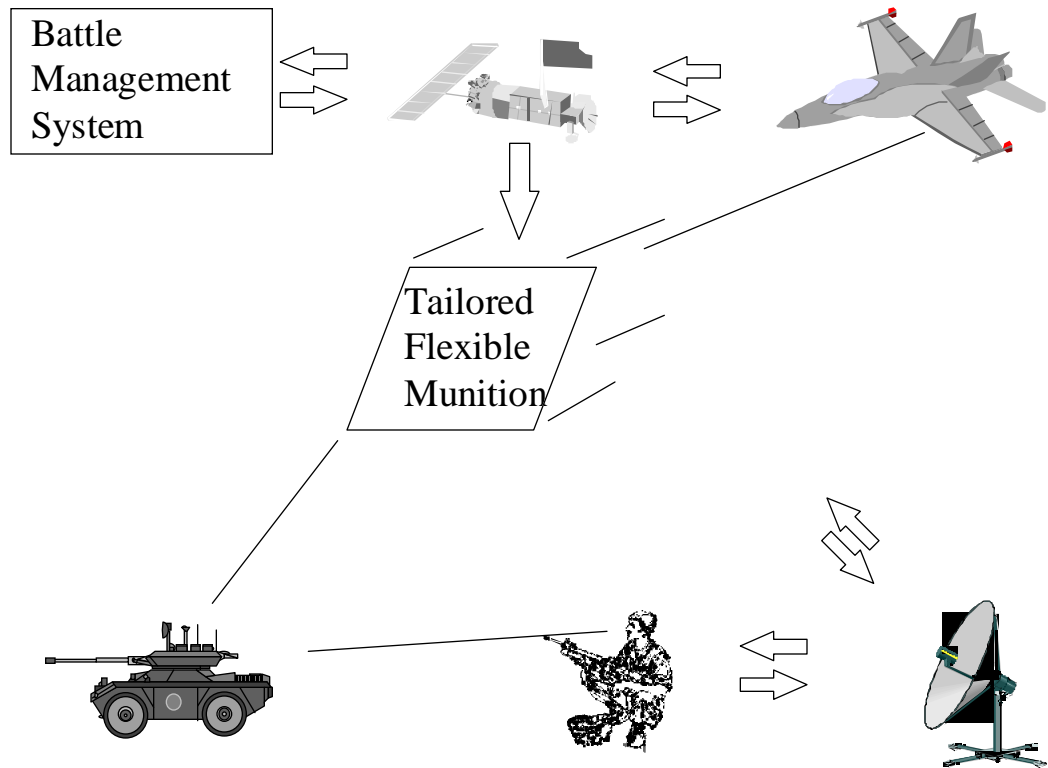 Battle
Management
System
Tailored
Flexible
Munition